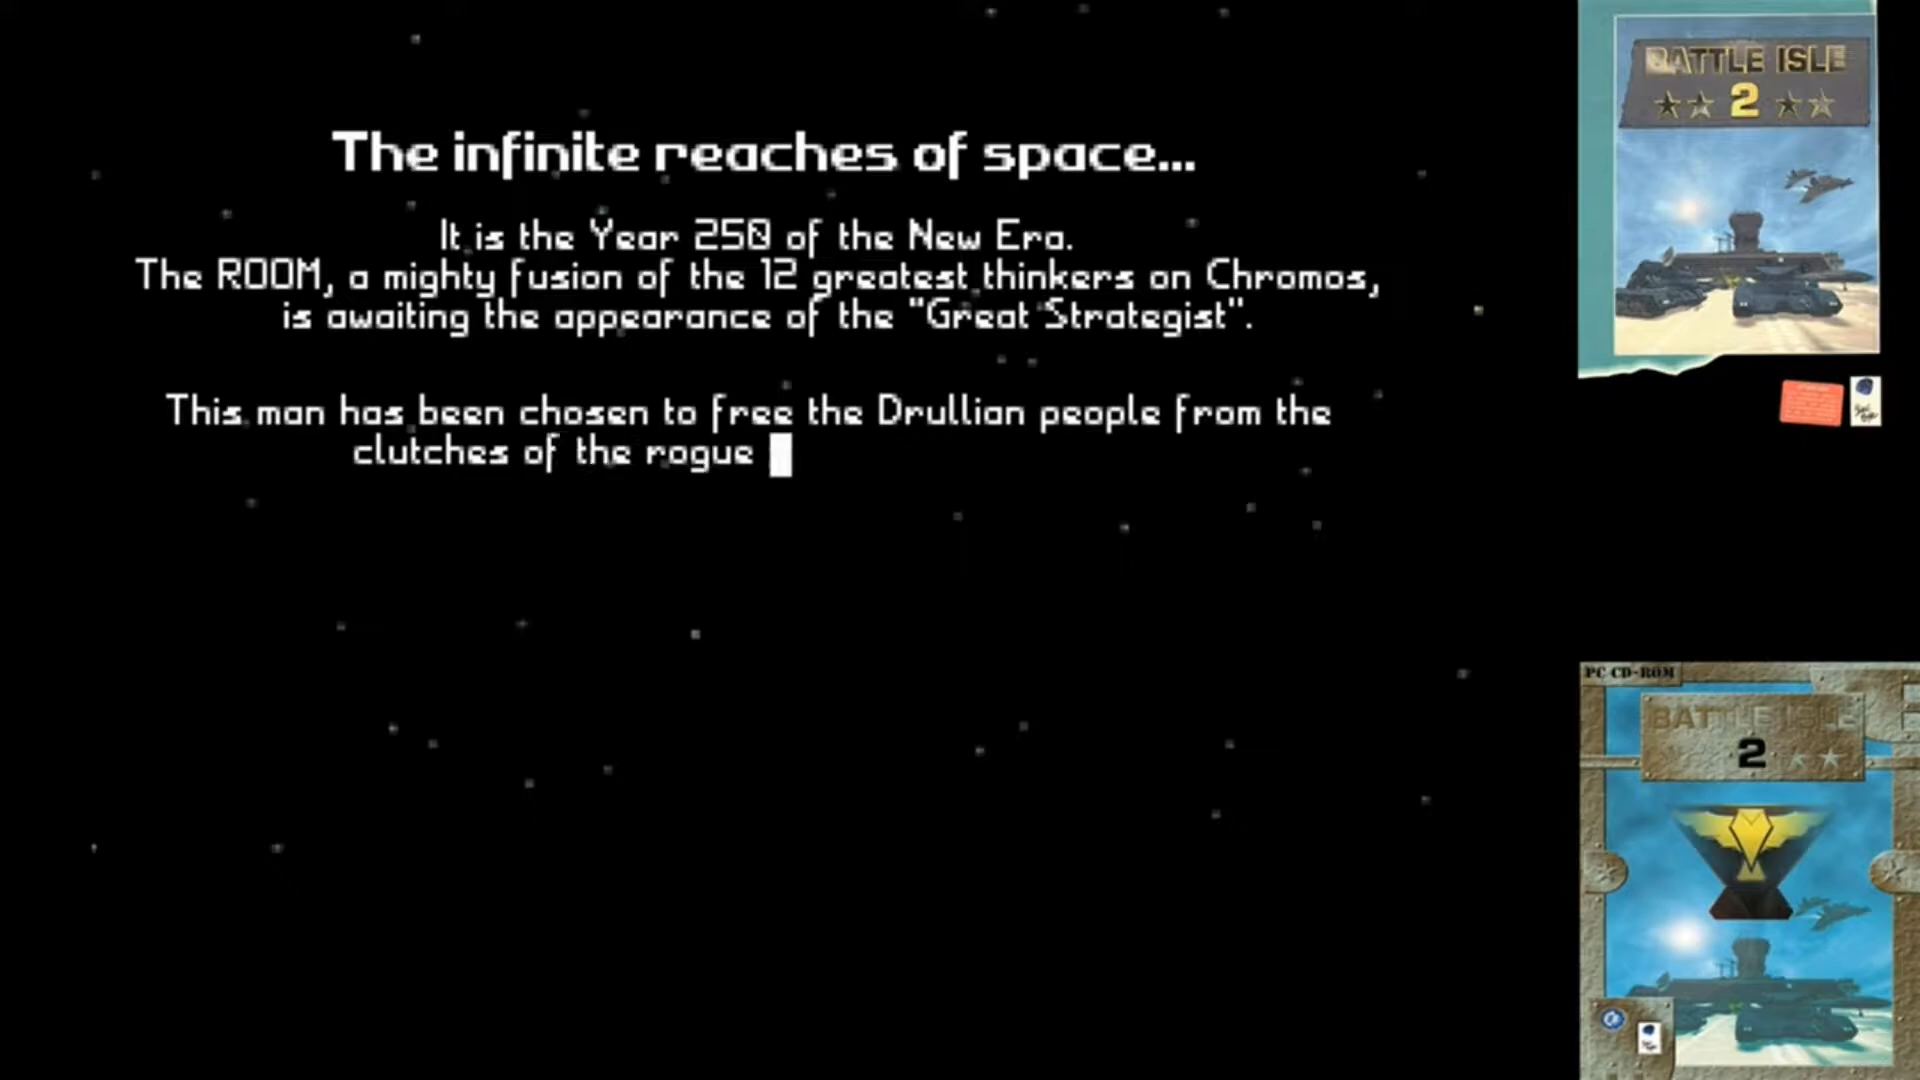 The infinite reaches of space...
It is the Year 250 of the New Era.
The ROOM, a mighty fusion of the 12 greatest thinkers on Chromos,
is awaiting the appearance of the "Great Strategist".
This man has been chosen to free the Drullian people from the
clutches of the rogue
BATTLE ISLE
2
PC CD-ROM
BATTLE ISLE
2